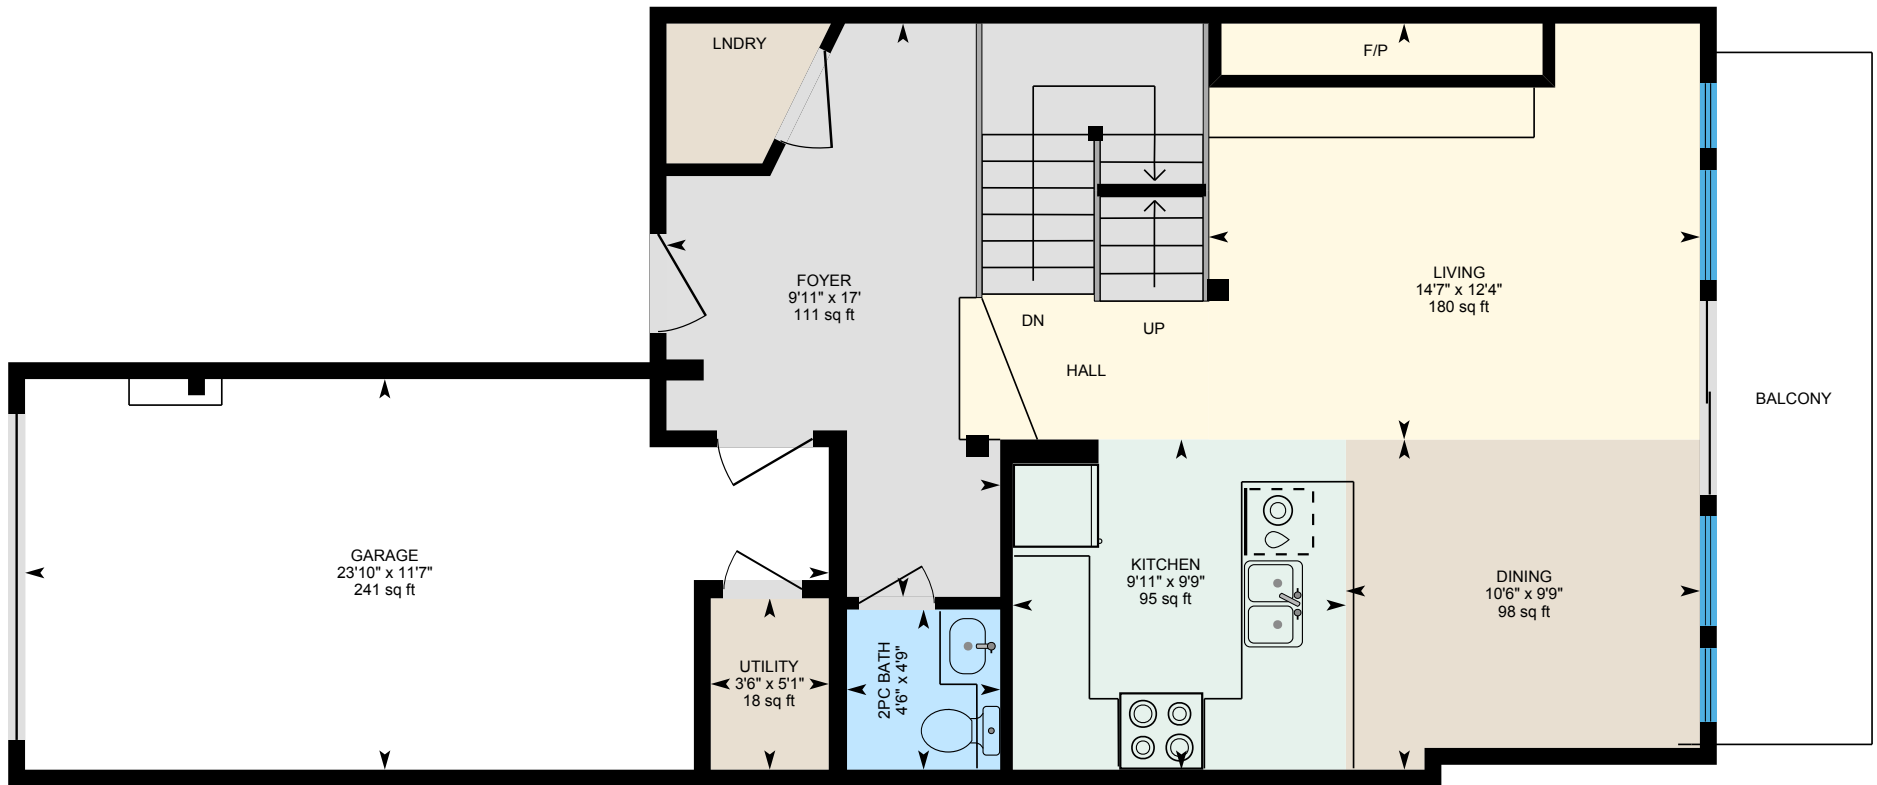 LNDRY
F/P
FOYER
9'11" x 17'
111 sq ft
LIVING
14'7" x 12'4"
180 sq ft
DN
UP
HALL
BALCONY
GARAGE
23'10" x 11'7"
241 sq ft
KITCHEN
9'11" x 9'9"
95 sq ft
DINING
10'6" x 9'9"
98 sq ft
UTILITY
3'6" x 5'1"
18 sq ft
2PC BATH
4'6" x 4'9"